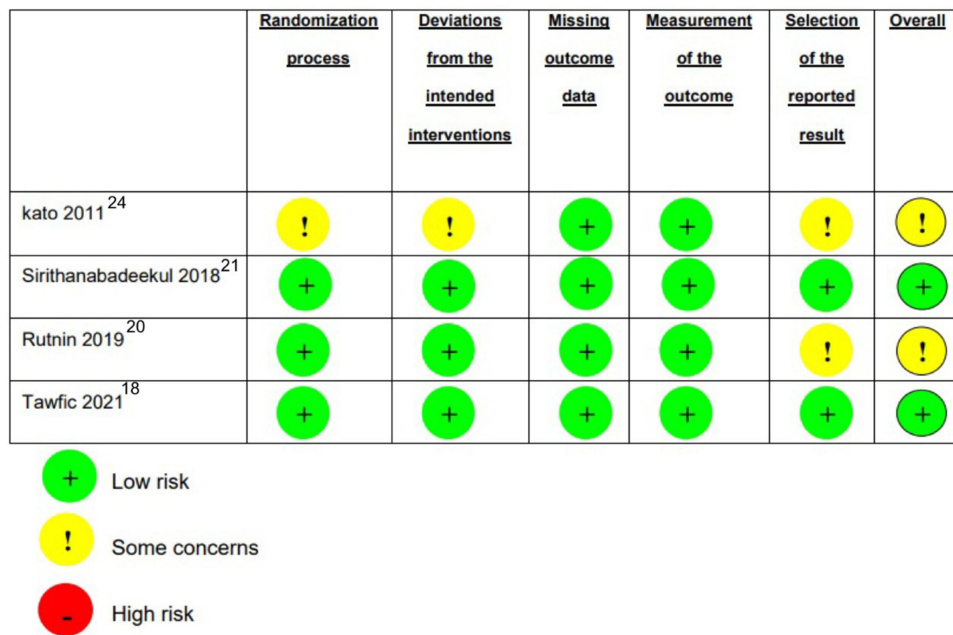 Randomization process
Deviations from the intended interventions
Missing outcome data
Measurement of the outcome
Selection of the reported result
Overall
kato 2011 24 ! ! + + ! !
Sirithanabadeekul 2018 21 + + + + + +
Rutnin 2019 20 + + + + ! !
Tawfic 2021 18 + + + + + +
+ Low risk
! Some concerns
- High risk